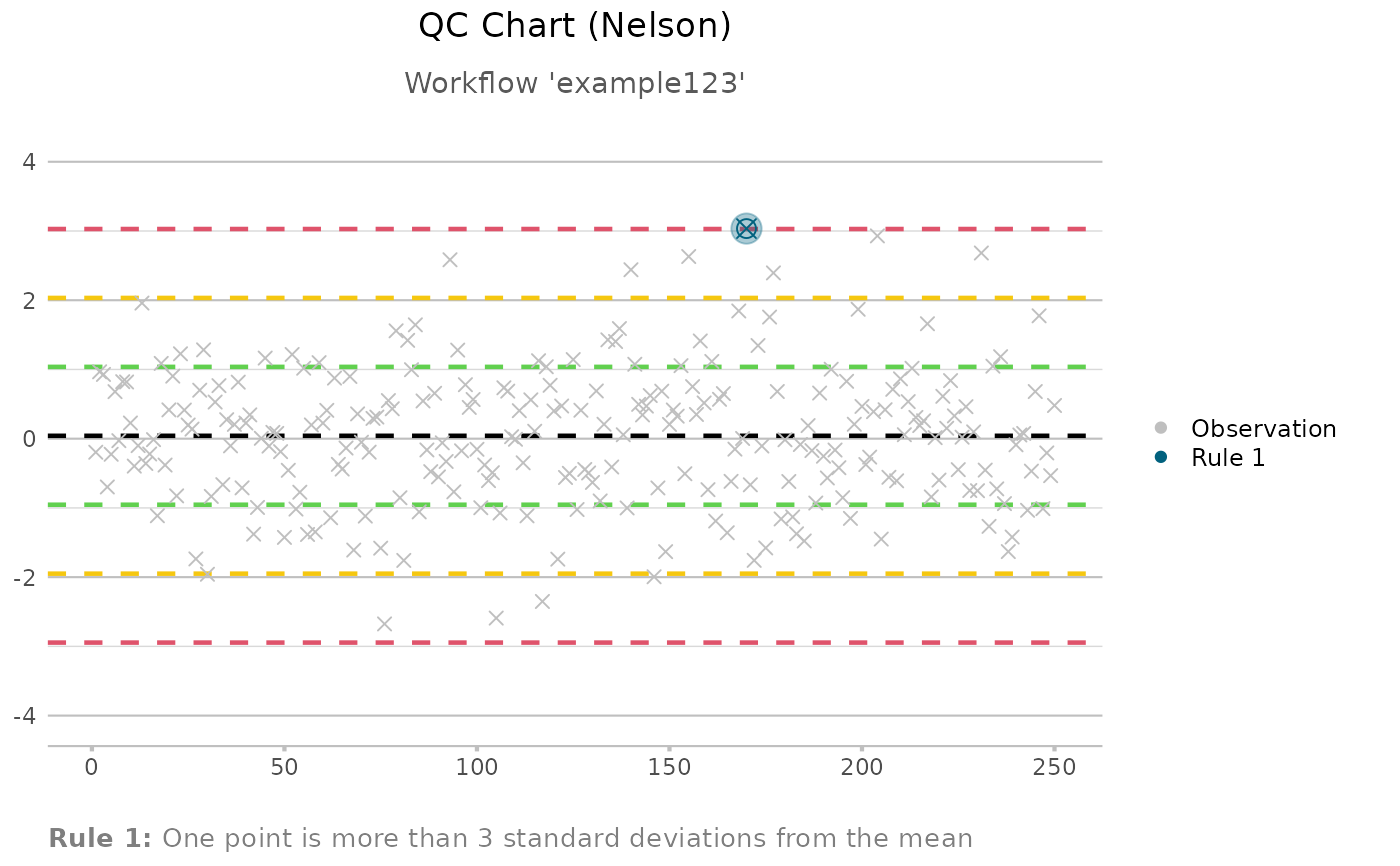 QC Chart (Nelson)
Workflow 'example123'
4
2
0
-2
-4
0 50 100 150 200 250
Observation
Rule 1
Rule 1: One point is more than 3 standard deviations from the mean